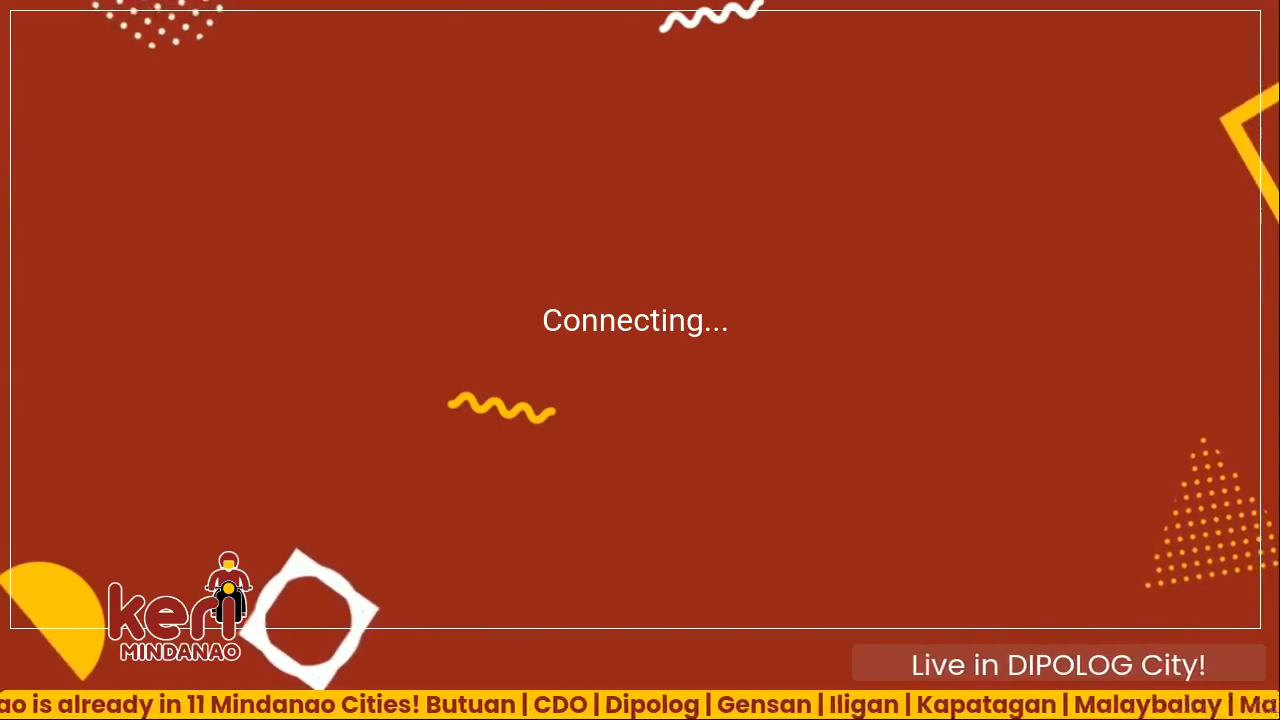 Connecting...
keri
MINDANAO
Live in DIPOLOG City!
is already in 11 Mindanao Cities! Butuan | CDO | Dipolog | Gensan | Iligan | Kapatagan | Malaybalay |